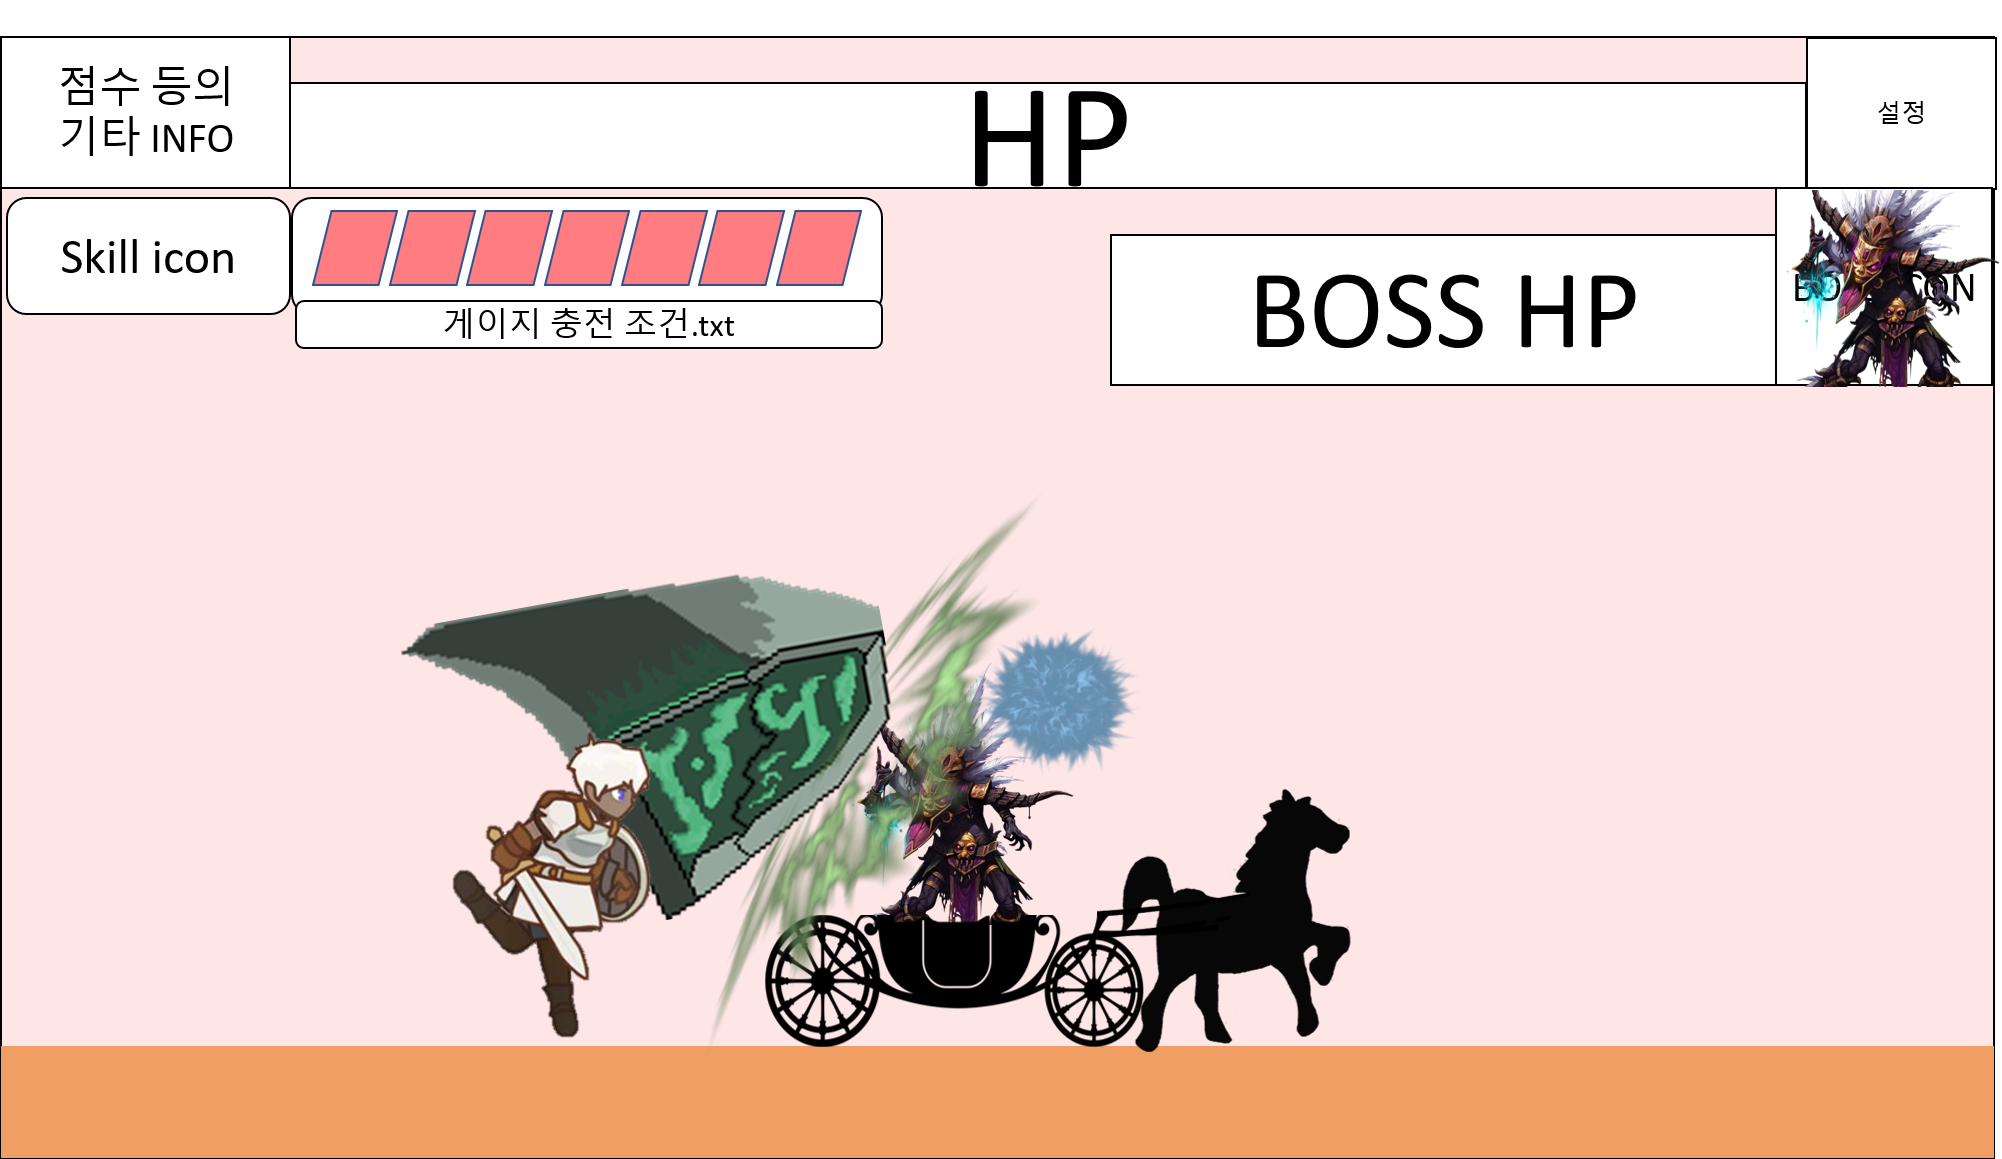 점수 등의
기타 INFO
HP
설정
Skill icon
게이지 충전 조건.txt
BOSS HP